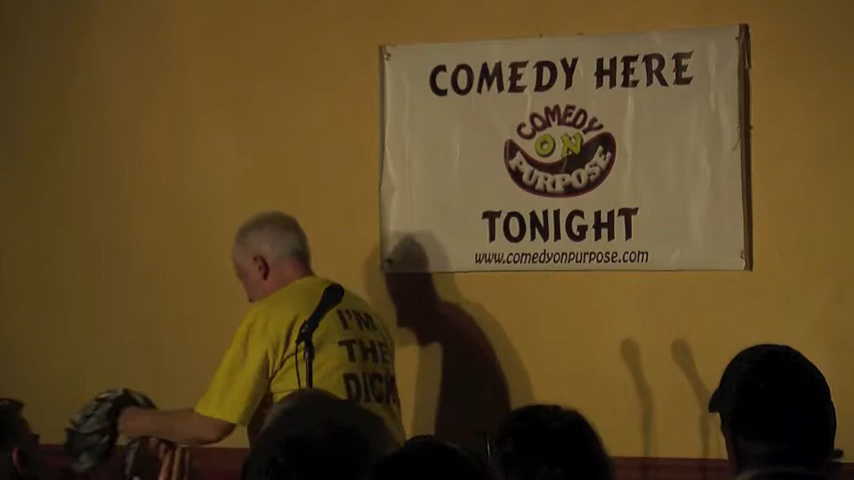 COMEDY HERE
COMEDY
ON
PURPOSE
TONIGHT
www.comedyonpurpose.com
I'M
THE
DICK